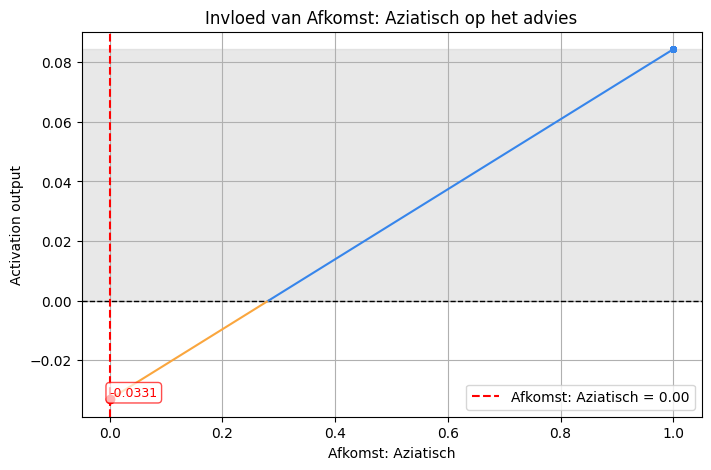 Invloed van Afkomst: Aziatisch op het advies
Activation output
0.08
0.06
0.04
0.02
0.00
−0.02
-0.0331
Afkomst: Aziatisch = 0.00
0.0 0.2 0.4 0.6 0.8 1.0
Afkomst: Aziatisch